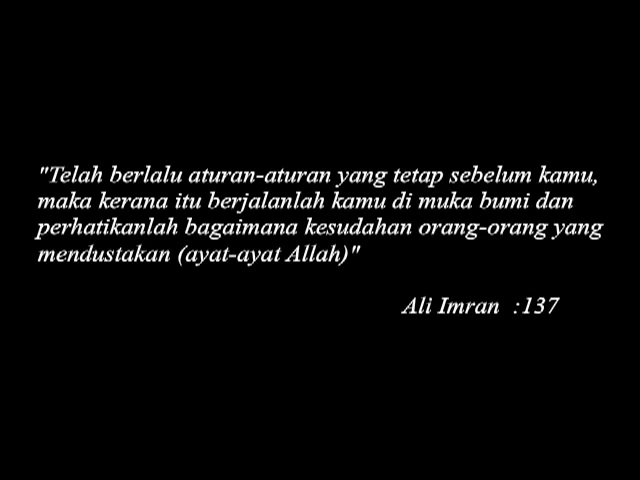 "Telah berlalu aturan-aturan yang tetap sebelum kamu,
maka kerana itu berjalanlah kamu di muka bumi dan
perhatikanlah bagaimana kesudahan orang-orang yang
mendustakan (ayat-ayat Allah)"
Ali Imran :137